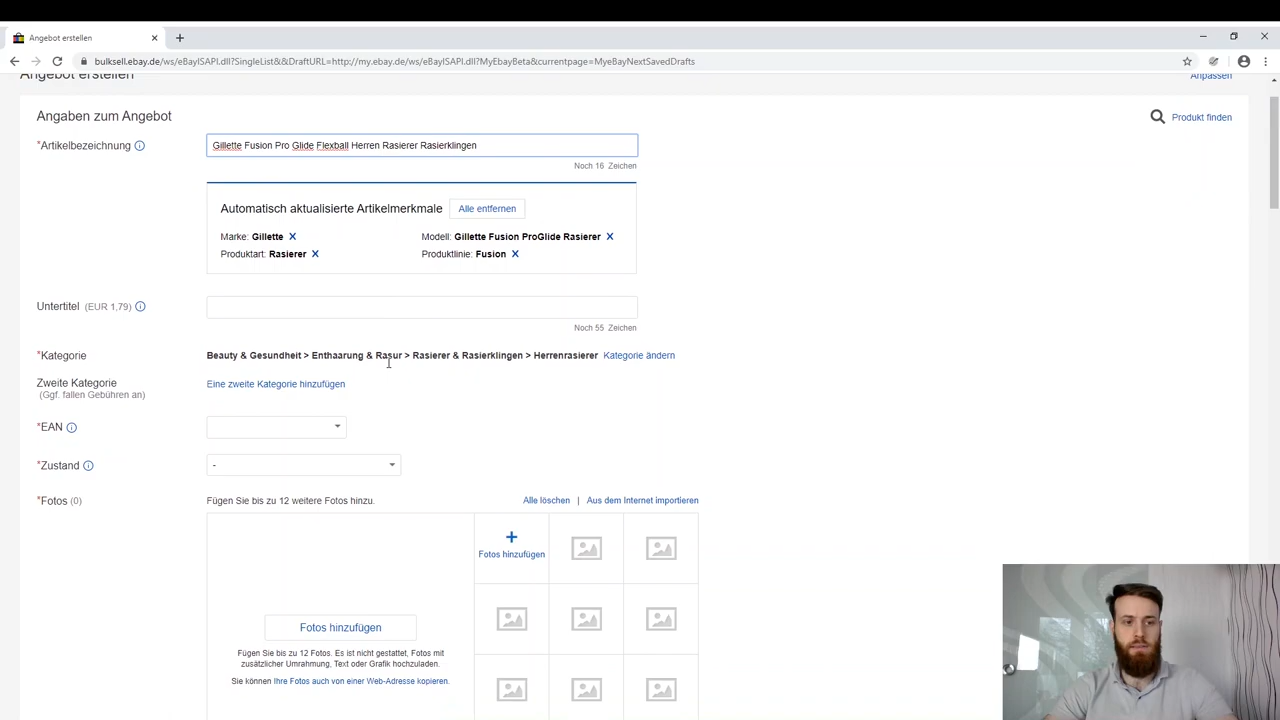 Angebot erstellen
bulksell.ebay.de/ws/eBayISAPI.dll?SingleList&&DraftURL=http://my.ebay.de/ws/eBayISAPI.dll?MyEbayBeta&currentpage=MyeBayNextSavedDrafts
Angebot erstellen
Anpassen
Angaben zum Angebot
Produkt finden
*Artikelbezeichnung
Gillette Fusion Pro Glide Flexball Herren Rasierer Rasierklingen
Noch 16 Zeichen
Automatisch aktualisierte Artikelmerkmale Alle entfernen
Marke: Gillette X Modell: Gillette Fusion ProGlide Rasierer X
Produktart: Rasierer X Produktlinie: Fusion X
Untertitel (EUR 1,79)
Noch 55 Zeichen
*Kategorie Beauty & Gesundheit > Enthaarung & Rasur > Rasierer & Rasierklingen > Herrenrasierer Kategorie ändern
Zweite Kategorie Eine zweite Kategorie hinzufügen
(Ggf. fallen Gebühren an)
*EAN
*Zustand -
*Fotos (0) Fügen Sie bis zu 12 weitere Fotos hinzu. Alle löschen | Aus dem Internet importieren
+
Fotos hinzufügen
Fotos hinzufügen
Fügen Sie bis zu 12 Fotos. Es ist nicht gestattet, Fotos mit
zusätzlicher Umrahmung, Text oder Grafik hochzuladen.
Sie können Ihre Fotos auch von einer Web-Adresse kopieren.